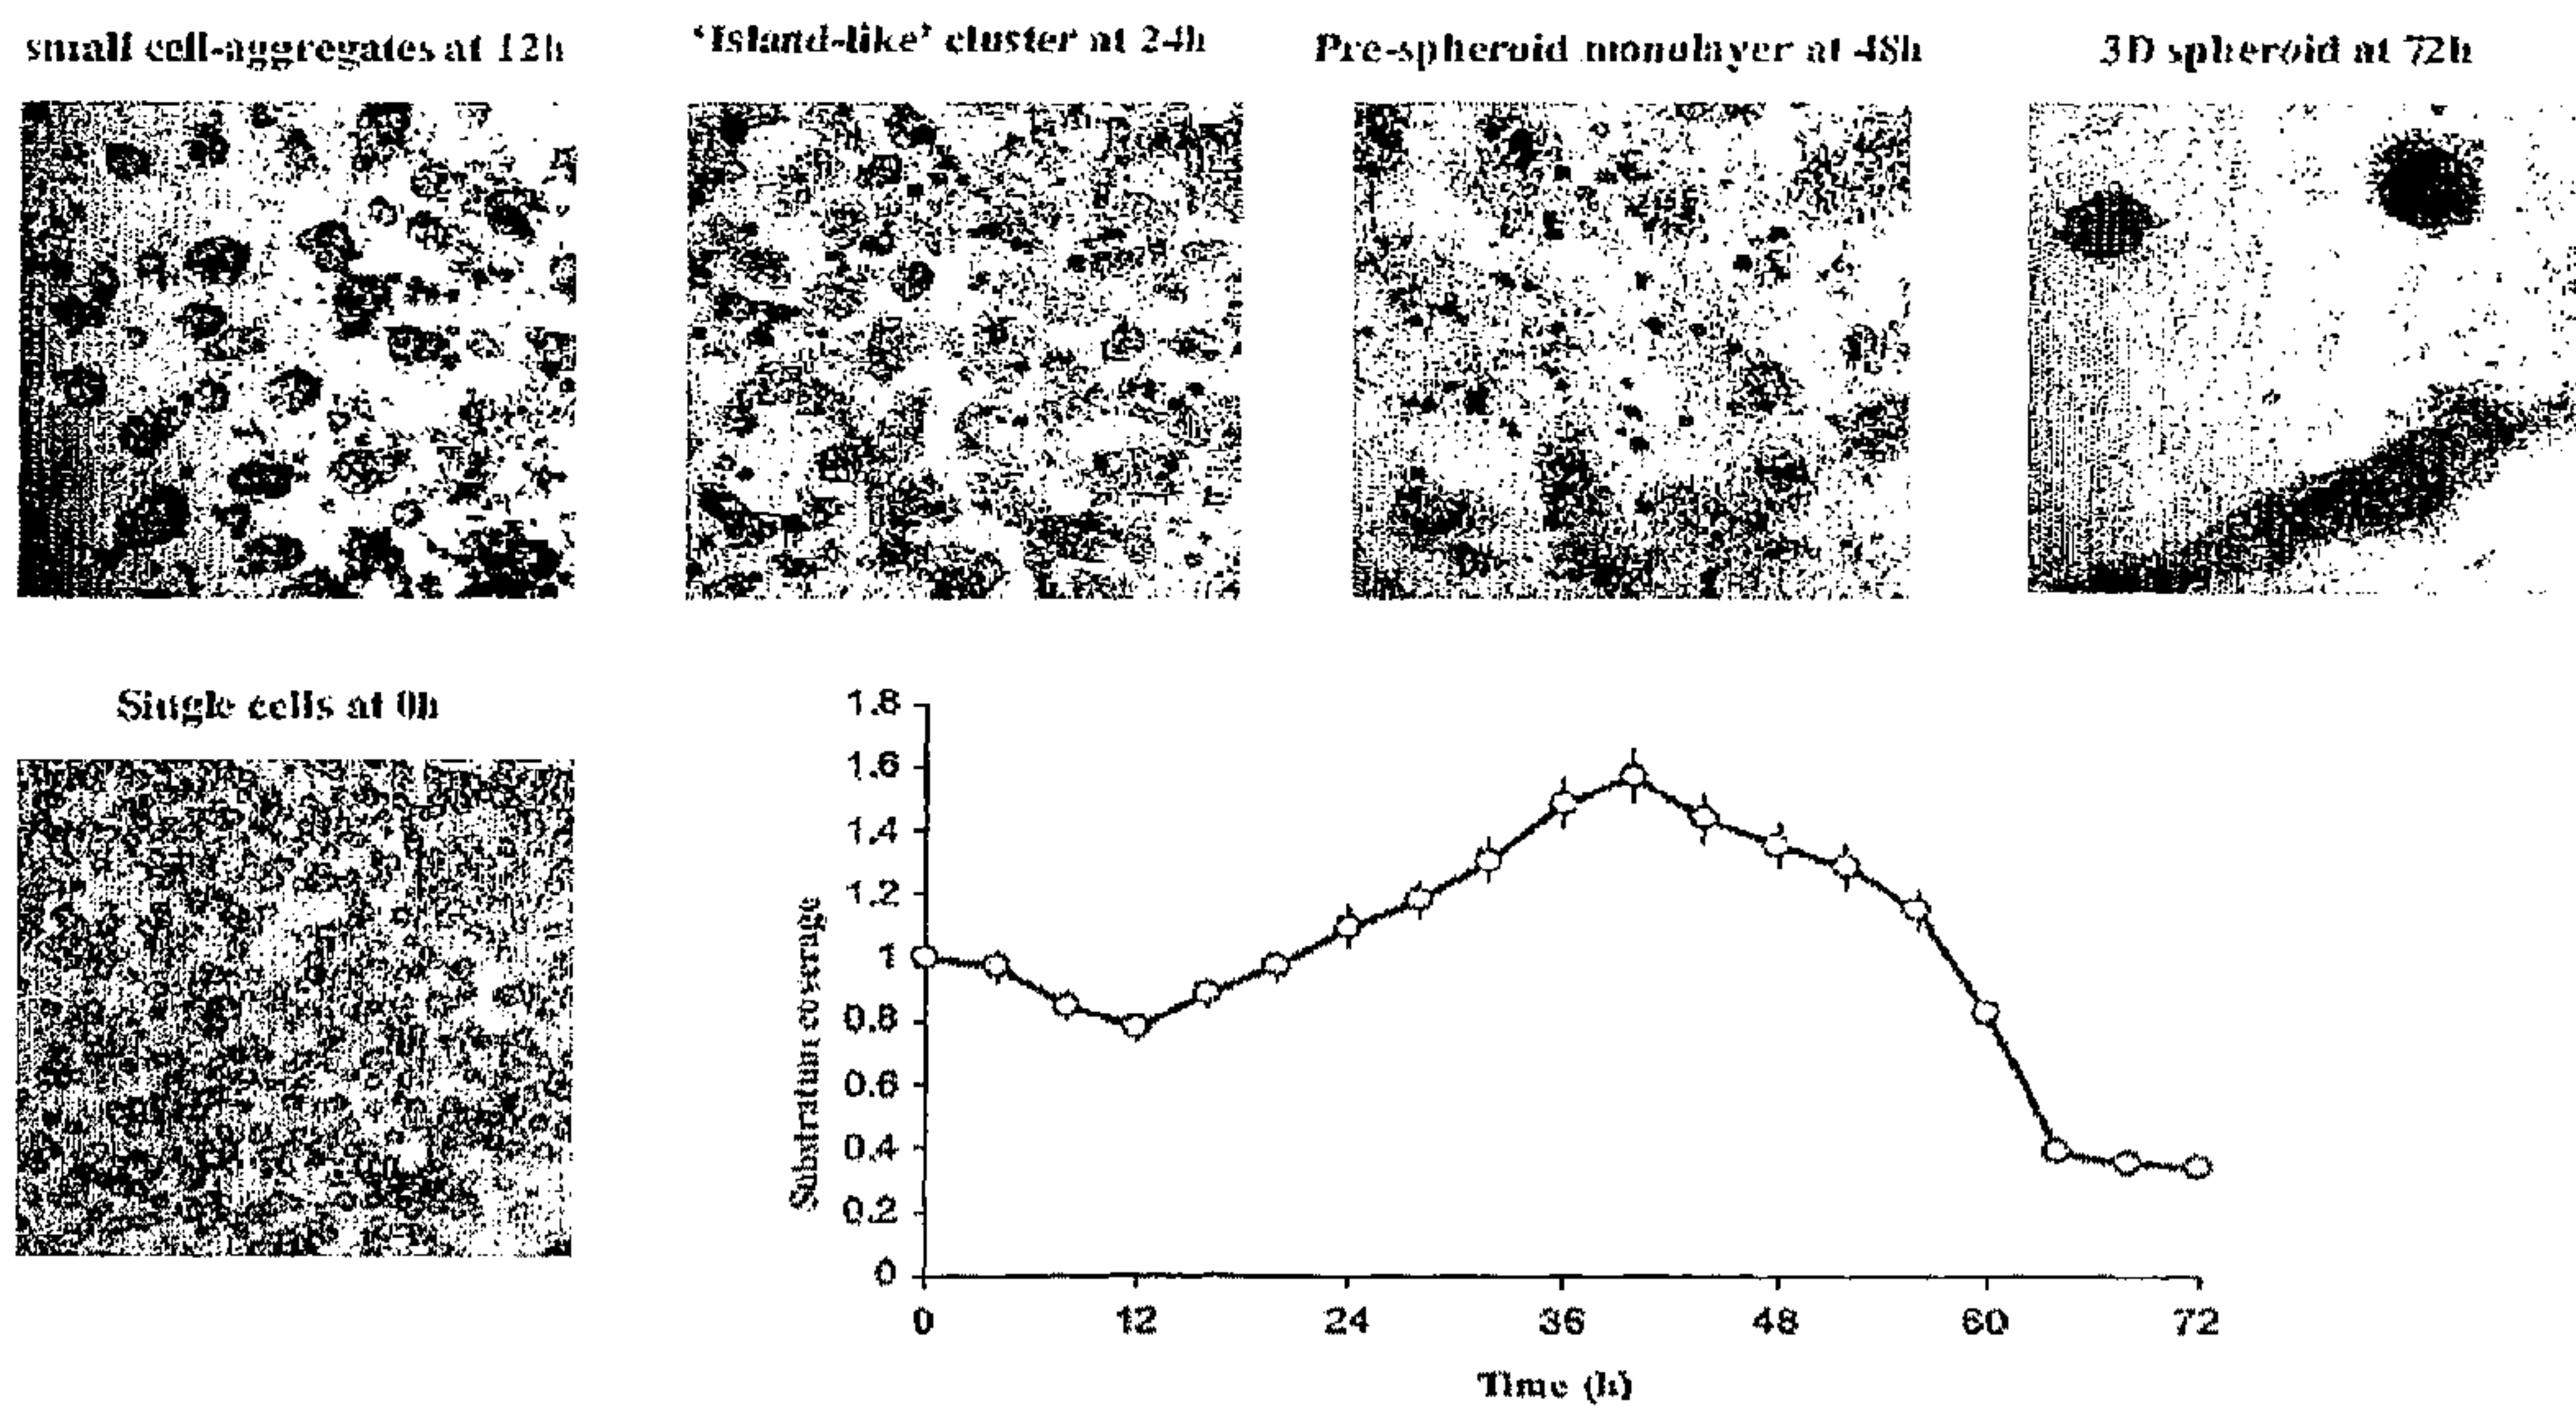 small cell-aggregates at 12h
'Island-like' cluster at 24h
Pre-spheroid monolayer at 48h
3D spheroid at 72h
Single cells at 0h
1.8
1.6
1.4
1.2
1
0.8
0.6
0.4
0.2
0
Substratum coverage
0 12 24 36 48 60 72
Time (h)